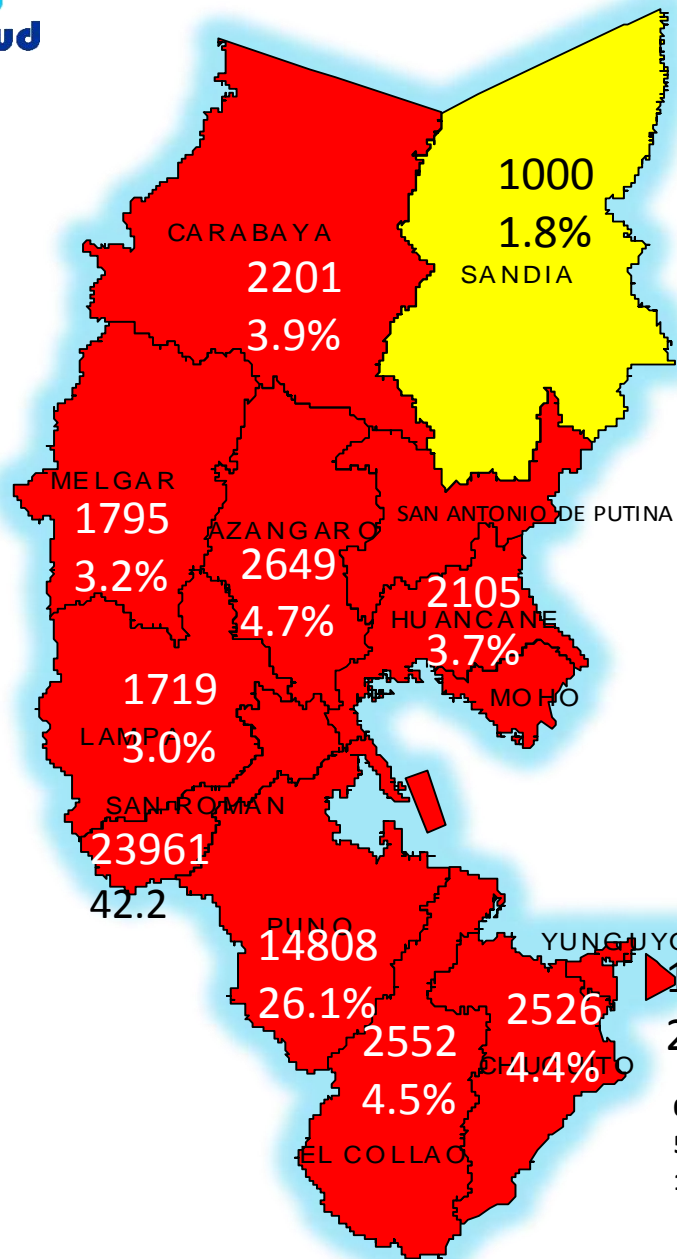 ud
1000
1.8%
SANDIA
CARABAYA
2201
3.9%
MELGAR
1795
3.2%
AZANGARO
2649
4.7%
SAN ANTONIO DE PUTINA
2105
HUANCANE
3.7%
MOHO
1719
LAMPA
3.0%
SAN ROMAN
23961
42.2
PUNO
14808
26.1%
YUNGUYO
2526
CHUCUITO
4.4%
2552
4.5%
EL COLLAO